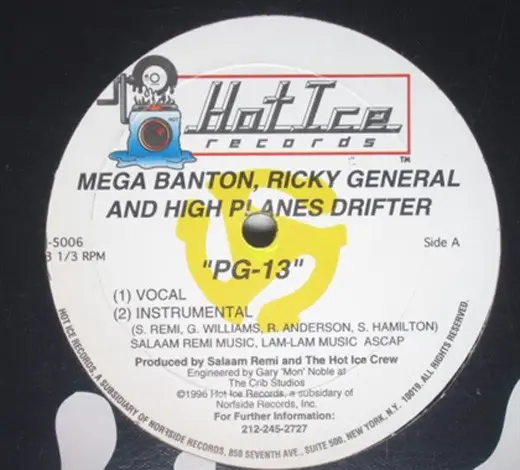 HOT
Hot Ice
records
TM
MEGA BANTON, RICKY GENERAL
AND HIGH PLANES DRIFTER
-5006
Side A
3 1/3 RPM
"PG-13"
(1) VOCAL
(2) INSTRUMENTAL
(S. REMI, G. WILLIAMS, R. ANDERSON, S. HAMILTON)
SALAAM REMI MUSIC, LAM-LAM MUSIC ASCAP
Produced by Salaam Remi and The Hot Ice Crew
Engineered by Gary 'Mon' Noble at
The Crib Studios
©1996 Hot Ice Records, a subsidary of
Norfside Records, Inc.
For Further Information:
212-245-2727
HOT ICE RECORDS, A SUBSIDIARY OF NORFSIDE RECORDS, 850 SEVENTH AVE., SUITE 500, NEW YORK, N.Y. 10019. ALL RIGHTS RESERVED.